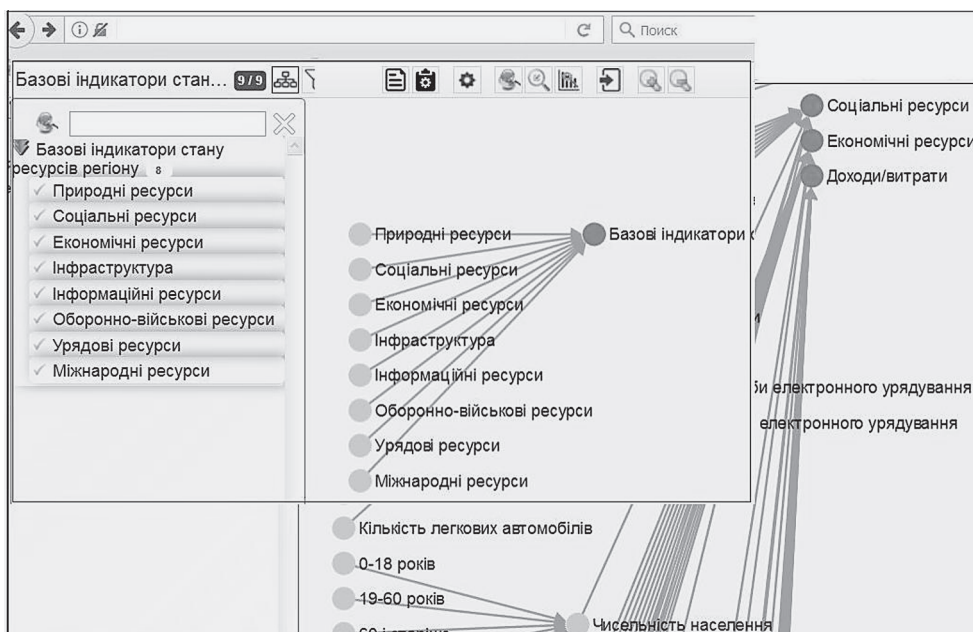 Поиск
Базові індикатори стан... 9/9
Базові індикатори стану
ресурсів регіону 8
Природні ресурси
Соціальні ресурси
Економічні ресурси
Інфраструктура
Інформаційні ресурси
Оборонно-військові ресурси
Урядові ресурси
Міжнародні ресурси
Природні ресурси
Соціальні ресурси
Економічні ресурси
Інфраструктура
Інформаційні ресурси
Оборонно-військові ресурси
Урядові ресурси
Міжнародні ресурси
Базові індикатори
Соціальні ресурси
Економічні ресурси
Доходи/витрати
електронного урядування
електронного урядування
Кількість легкових автомобілів
0-18 років
19-60 років
Чисельність населення